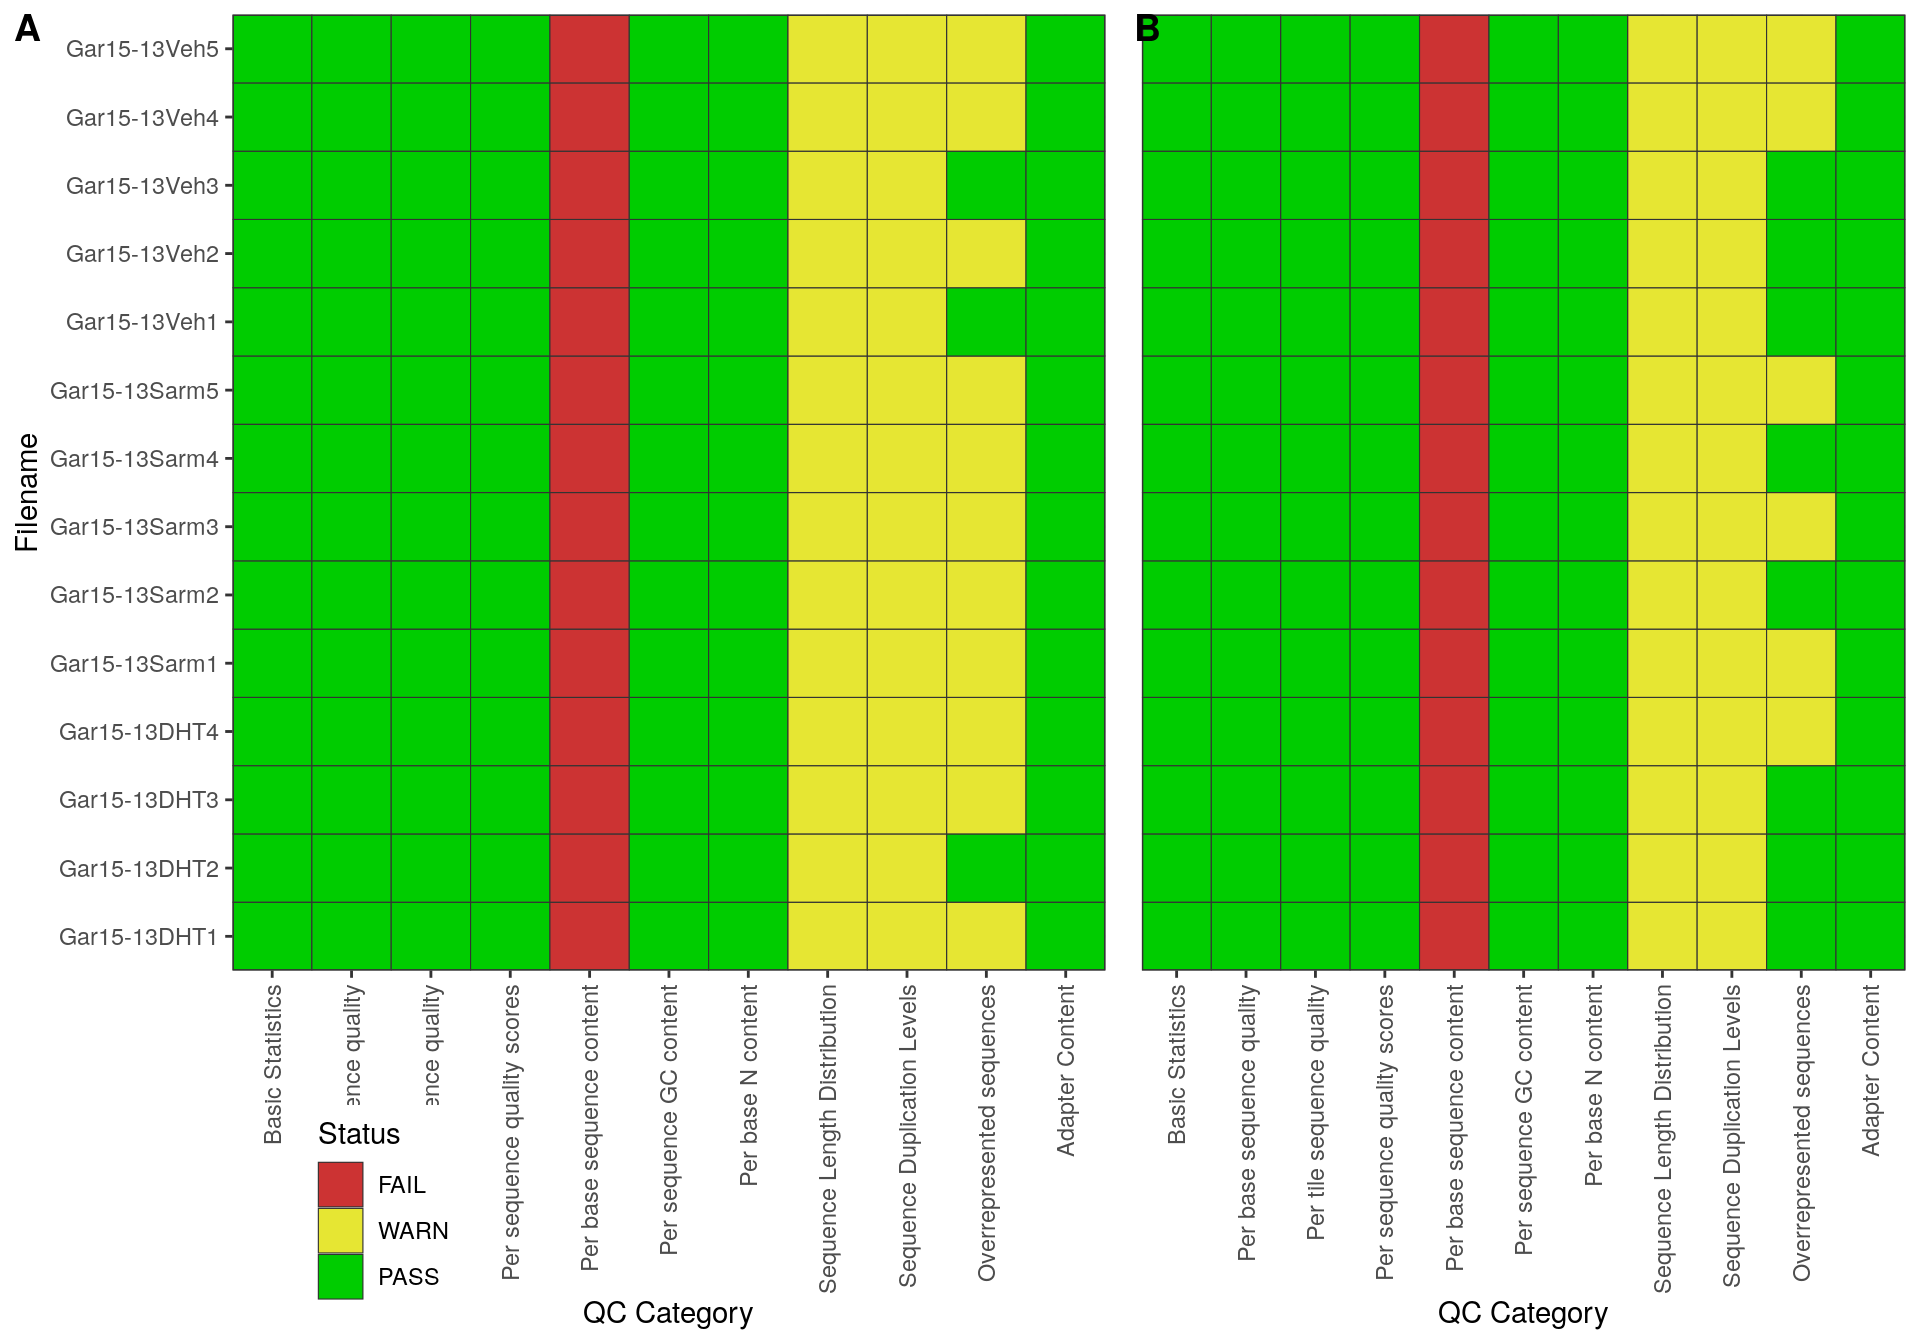 A
B
Gar15-13Veh5
Gar15-13Veh4
Gar15-13Veh3
Gar15-13Veh2
Gar15-13Veh1
Gar15-13Sarm5
Gar15-13Sarm4
Gar15-13Sarm3
Gar15-13Sarm2
Gar15-13Sarm1
Gar15-13DHT4
Gar15-13DHT3
Gar15-13DHT2
Gar15-13DHT1
Filename
Basic Statistics
ence quality
ence quality
Per sequence quality scores
Per base sequence content
Per sequence GC content
Per base N content
Sequence Length Distribution
Sequence Duplication Levels
Overrepresented sequences
Adapter Content
Status
FAIL
WARN
PASS
QC Category
Basic Statistics
Per base sequence quality
Per tile sequence quality
Per sequence quality scores
Per base sequence content
Per sequence GC content
Per base N content
Sequence Length Distribution
Sequence Duplication Levels
Overrepresented sequences
Adapter Content
QC Category